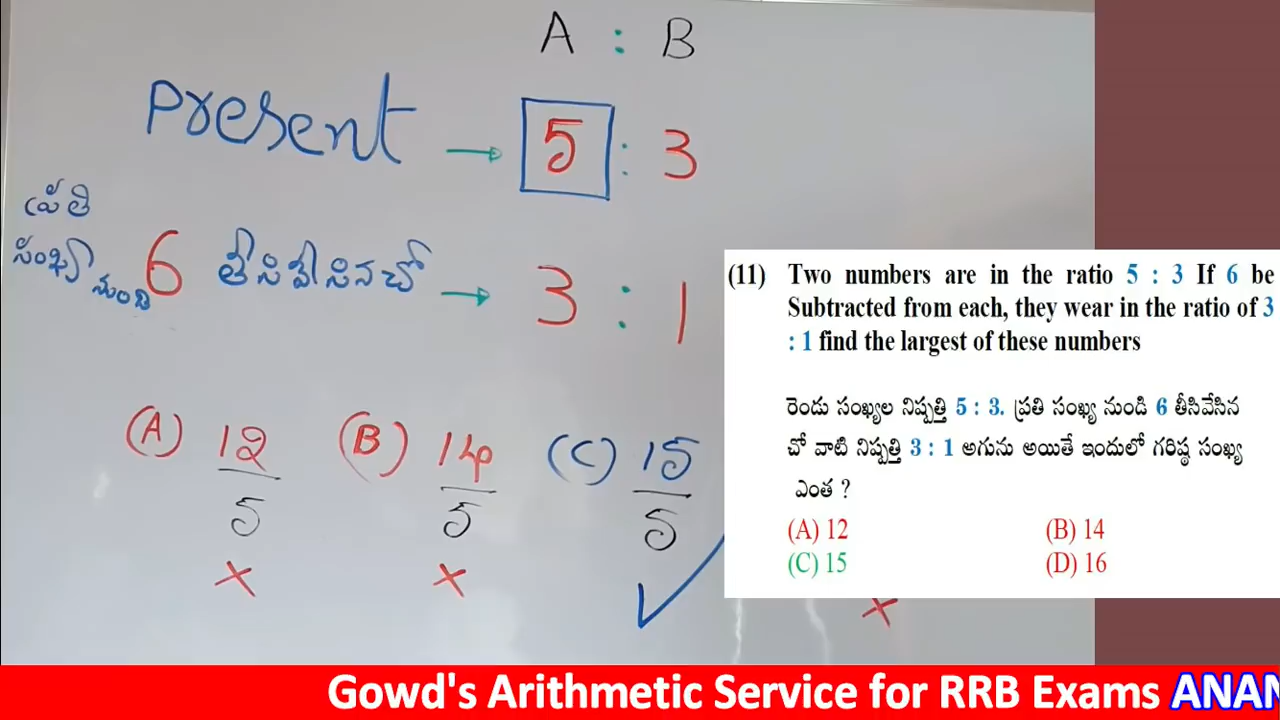 A : B
Present → 5 : 3
ప్రతి
సంఖ్య నుండి 6 తీసివేసినచో → 3 : 1
(A) 12/5 (B) 14/5 (C) 15/5
(11) Two numbers are in the ratio 5 : 3 If 6 be
Subtracted from each, they wear in the ratio of 3
: 1 find the largest of these numbers
రెండు సంఖ్యల నిష్పత్తి 5 : 3. ప్రతి సంఖ్య నుండి 6 తీసివేసిన
చో వాటి నిష్పత్తి 3 : 1 అగును అయితే ఇందులో గరిష్ఠ సంఖ్య
ఎంత ?
(A) 12 (B) 14
(C) 15 (D) 16
Gowd's Arithmetic Service for RRB Exams ANAN